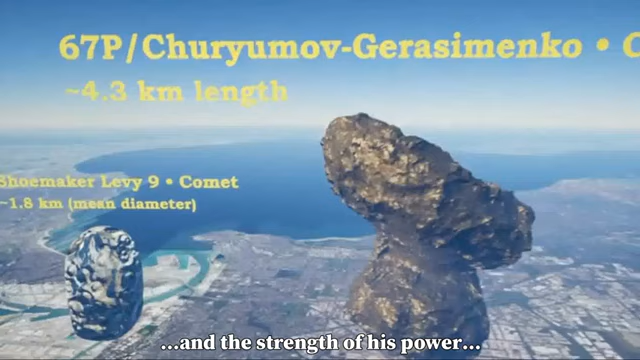 67P/Churyumov-Gerasimenko • C
~4.3 km length
Shoemaker Levy 9 • Comet
~1.8 km (mean diameter)
...and the strength of his power...